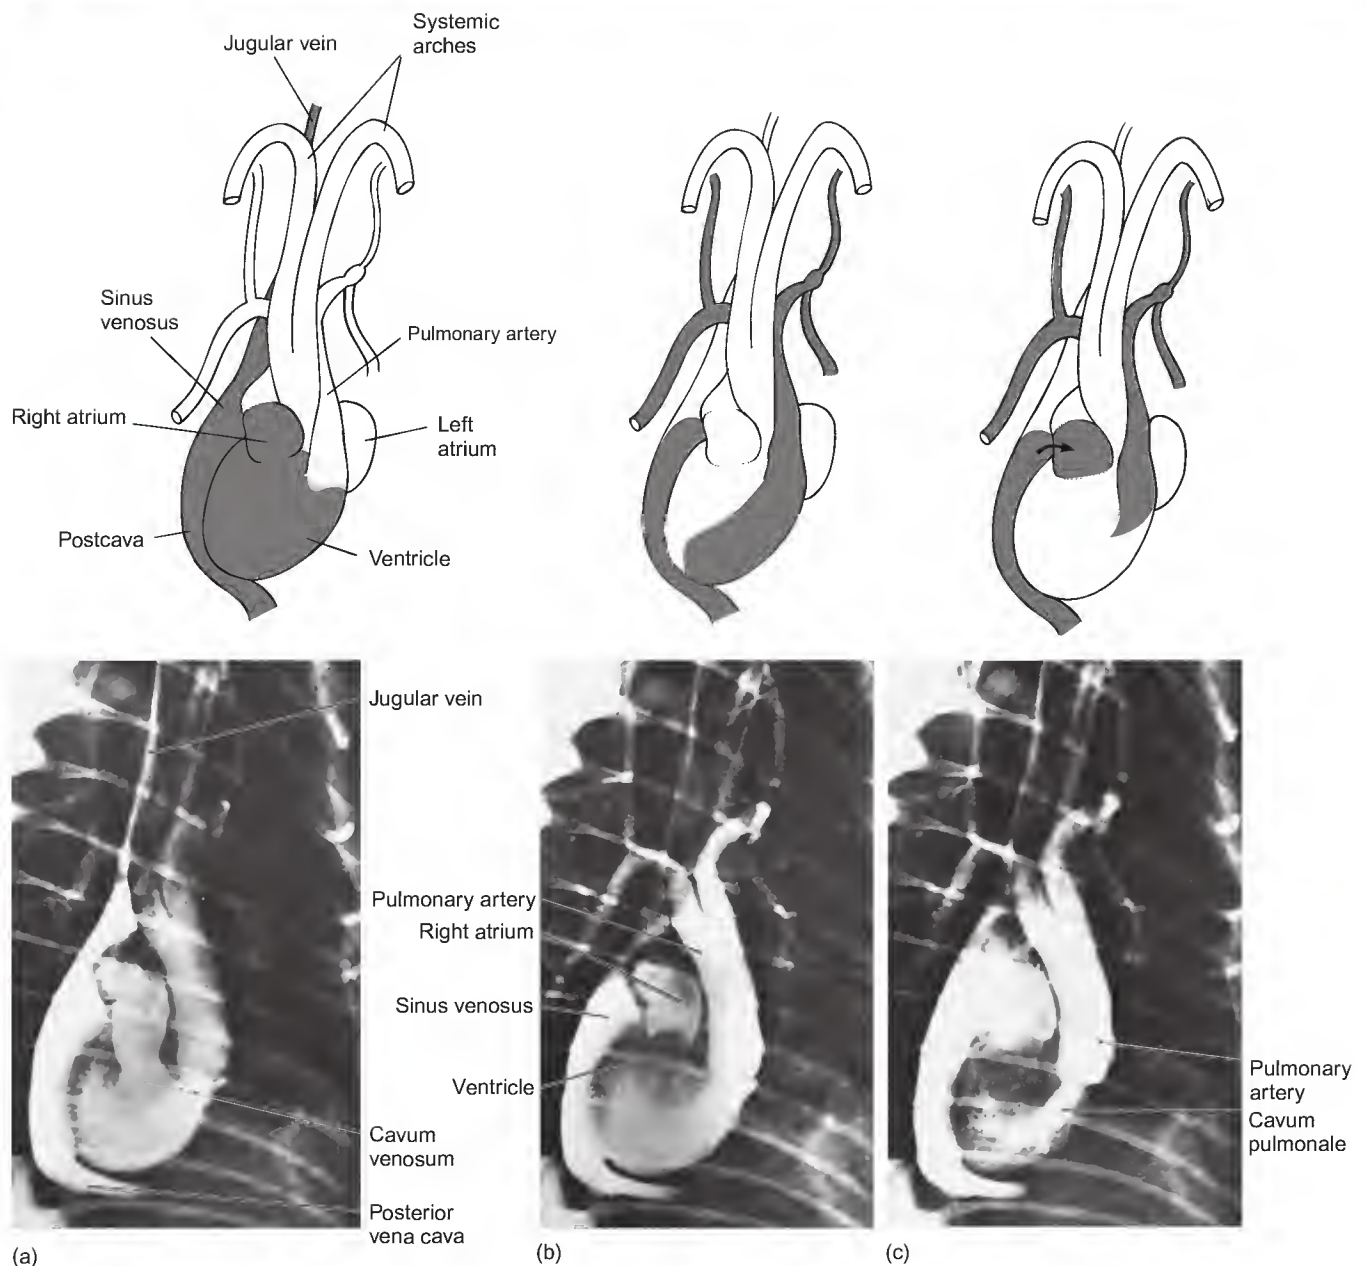 Systemic
arches
Jugular vein
Sinus
venosus
Pulmonary artery
Right atrium
Left
atrium
Postcava
Ventricle
Jugular vein
Pulmonary artery
Right atrium
Sinus venosus
Ventricle
Pulmonary
artery
Cavum
pulmonale
Cavum
venosum
Posterior
vena cava
(a)
(b)
(c)